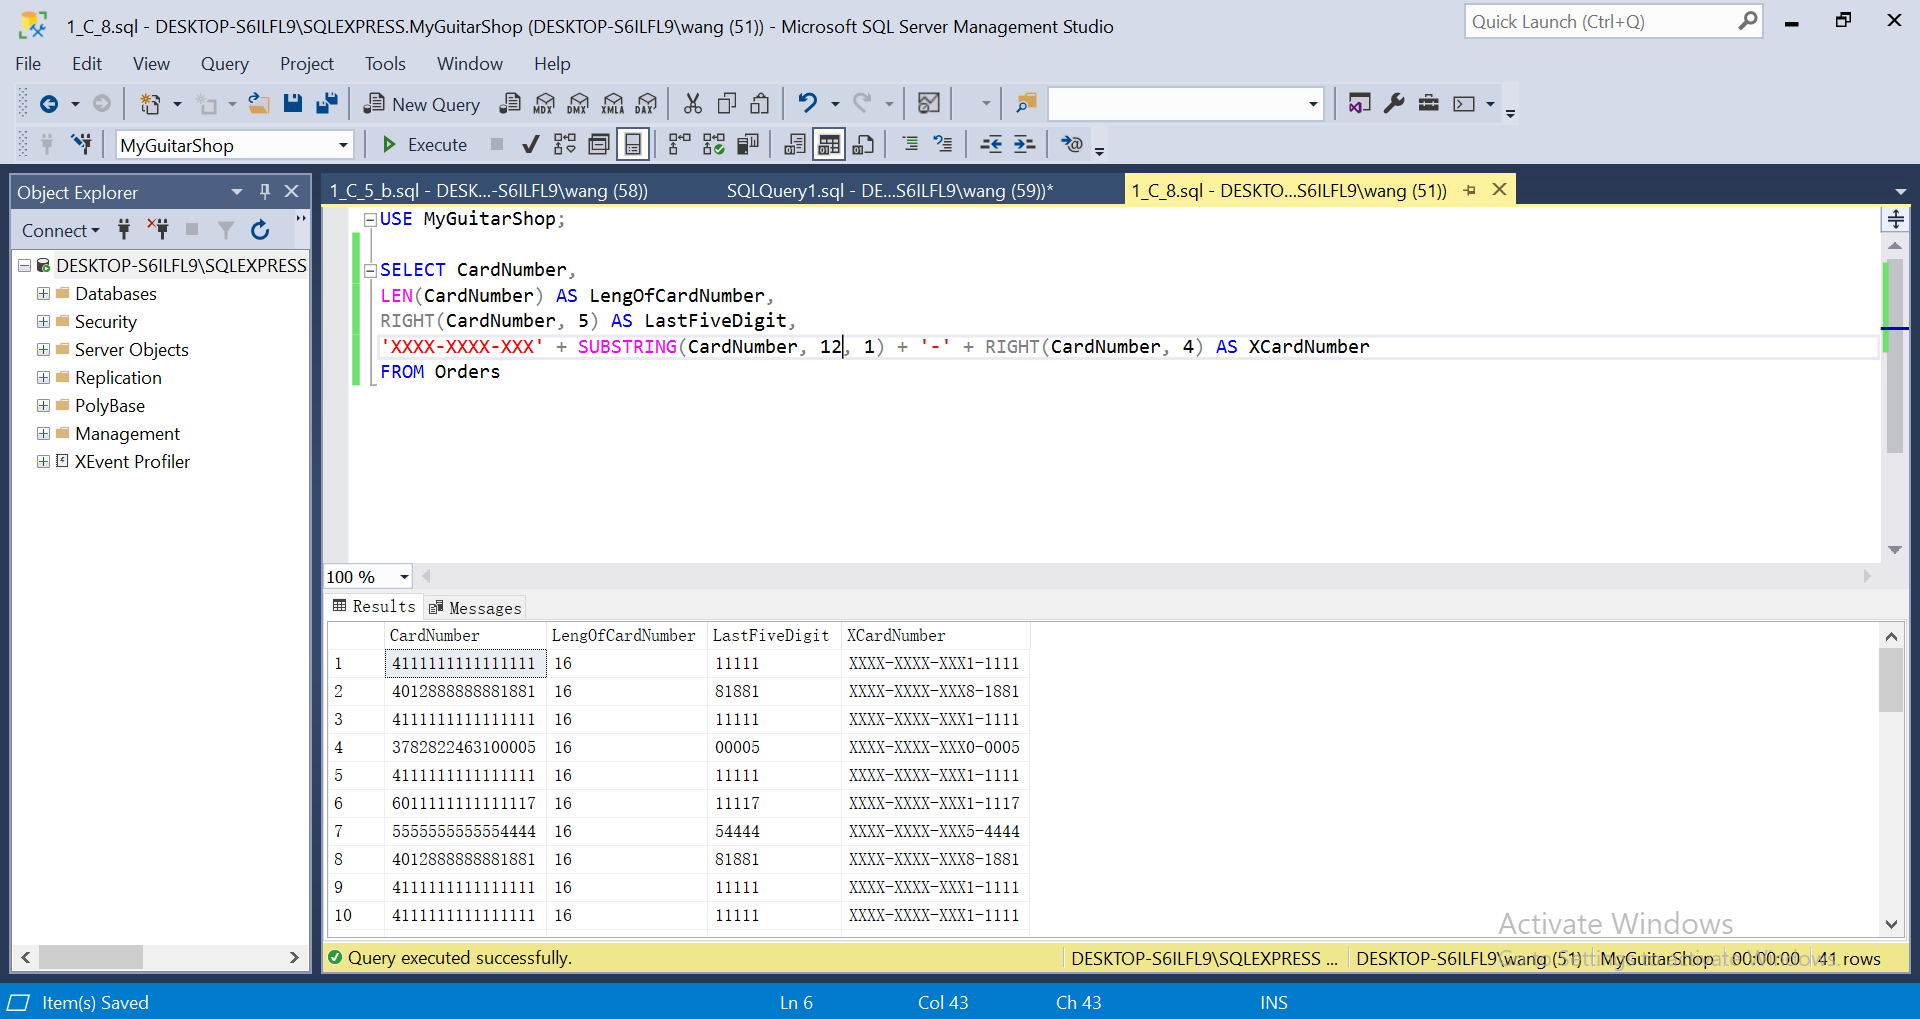 1_C_8.sql - DESKTOP-S6ILFL9\SQLEXPRESS.MyGuitarShop (DESKTOP-S6ILFL9\wang (51)) - Microsoft SQL Server Management Studio
Quick Launch (Ctrl+Q)
File Edit View Query Project Tools Window Help
New Query MDX DMX XMLA DAX
MyGuitarShop Execute
Object Explorer
1_C_5_b.sql - DESK...-S6ILFL9\wang (58)) SQLQuery1.sql - DE...S6ILFL9\wang (59))* 1_C_8.sql - DESKTO...S6ILFL9\wang (51))
Connect
DESKTOP-S6ILFL9\SQLEXPRESS
Databases
Security
Server Objects
Replication
PolyBase
Management
XEvent Profiler
USE MyGuitarShop;
SELECT CardNumber,
LEN(CardNumber) AS LengOfCardNumber,
RIGHT(CardNumber, 5) AS LastFiveDigit,
'XXXX-XXXX-XXX' + SUBSTRING(CardNumber, 12, 1) + '-' + RIGHT(CardNumber, 4) AS XCardNumber
FROM Orders
100 %
Results Messages
CardNumber LengOfCardNumber LastFiveDigit XCardNumber
1 4111111111111111 16 11111 XXXX-XXXX-XXX1-1111
2 4012888888881881 16 81881 XXXX-XXXX-XXX8-1881
3 4111111111111111 16 11111 XXXX-XXXX-XXX1-1111
4 3782822463100005 16 00005 XXXX-XXXX-XXX0-0005
5 4111111111111111 16 11111 XXXX-XXXX-XXX1-1111
6 6011111111111117 16 11117 XXXX-XXXX-XXX1-1117
7 5555555555554444 16 54444 XXXX-XXXX-XXX5-4444
8 4012888888881881 16 81881 XXXX-XXXX-XXX8-1881
9 4111111111111111 16 11111 XXXX-XXXX-XXX1-1111
10 4111111111111111 16 11111 XXXX-XXXX-XXX1-1111
Activate Windows
Go to Settings to activate Windows.
Query executed successfully. DESKTOP-S6ILFL9\SQLEXPRESS ... DESKTOP-S6ILFL9\wang (51) MyGuitarShop 00:00:00 41 rows
Item(s) Saved Ln 6 Col 43 Ch 43 INS